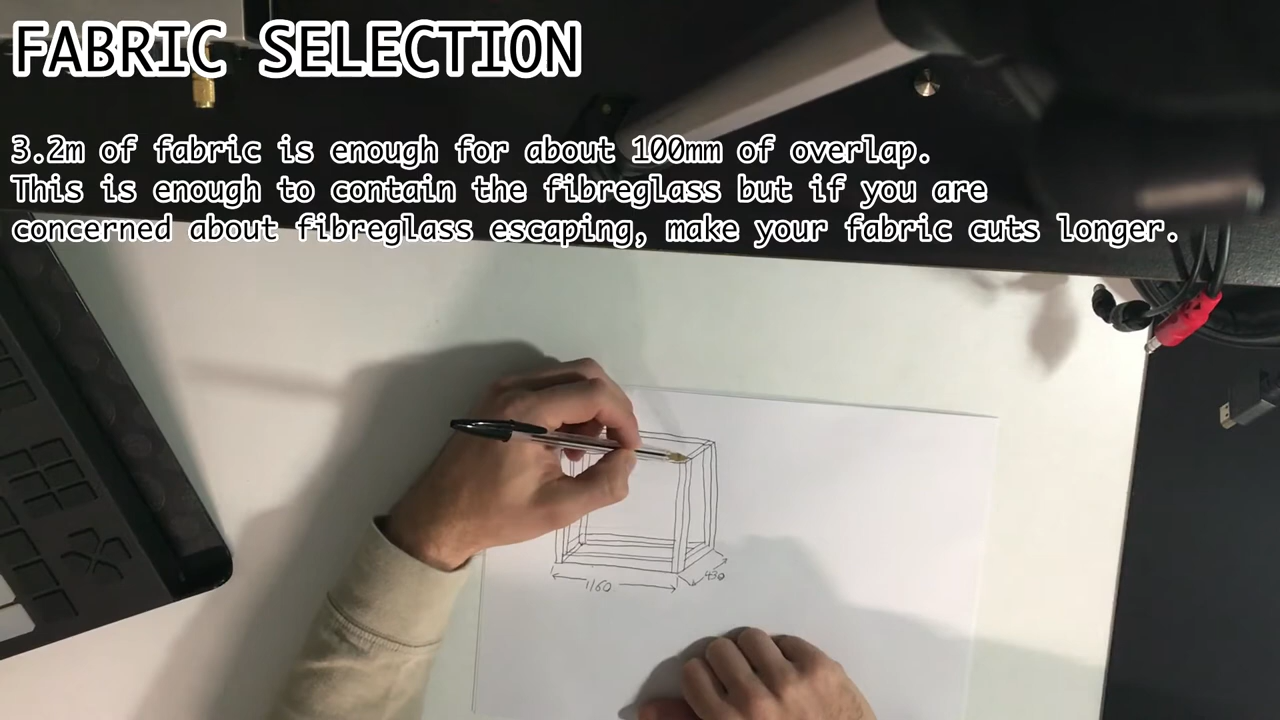 FABRIC SELECTION
3.2m of fabric is enough for about 100mm of overlap.
This is enough to contain the fibreglass but if you are
concerned about fibreglass escaping, make your fabric cuts longer.
1160
430